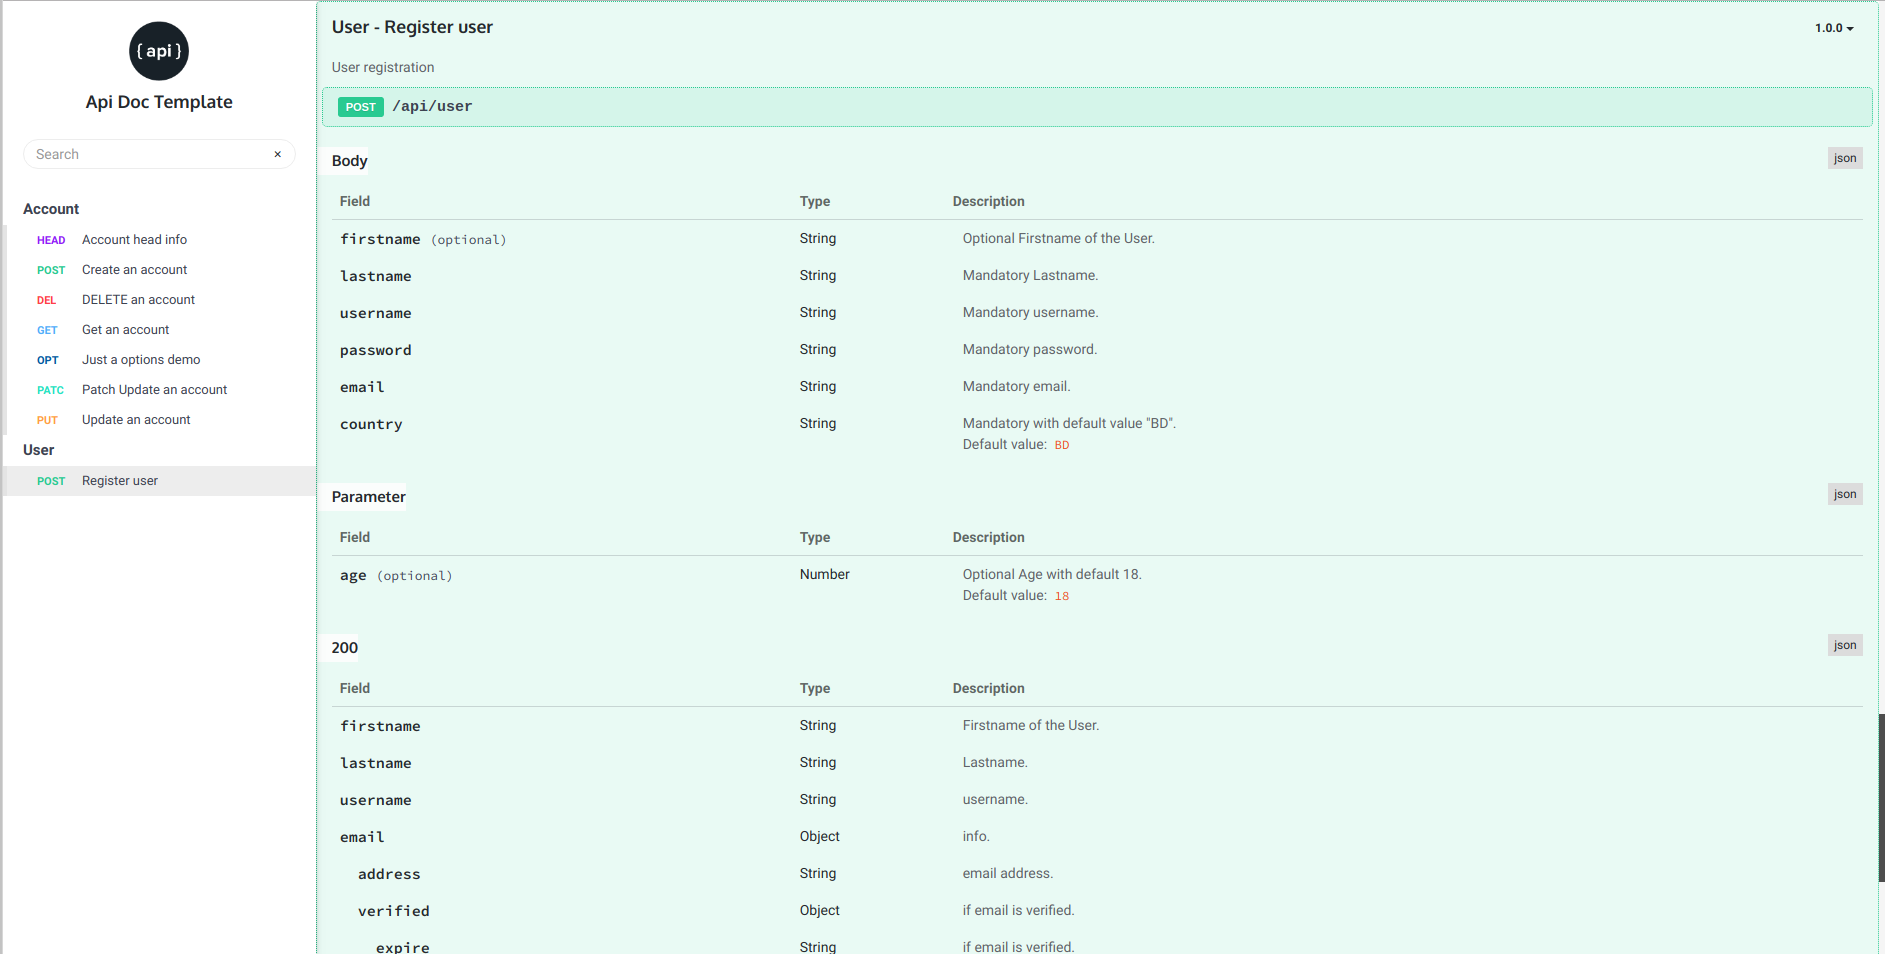 { api }
Api Doc Template
Search ×
Account
HEAD Account head info
POST Create an account
DEL DELETE an account
GET Get an account
OPT Just a options demo
PATC Patch Update an account
PUT Update an account
User
POST Register user
User - Register user 1.0.0
User registration
POST /api/user
Body json
Field Type Description
firstname (optional) String Optional Firstname of the User.
lastname String Mandatory Lastname.
username String Mandatory username.
password String Mandatory password.
email String Mandatory email.
country String Mandatory with default value "BD".
Default value: BD
Parameter json
Field Type Description
age (optional) Number Optional Age with default 18.
Default value: 18
200 json
Field Type Description
firstname String Firstname of the User.
lastname String Lastname.
username String username.
email Object info.
address String email address.
verified Object if email is verified.
expire String if email is verified.